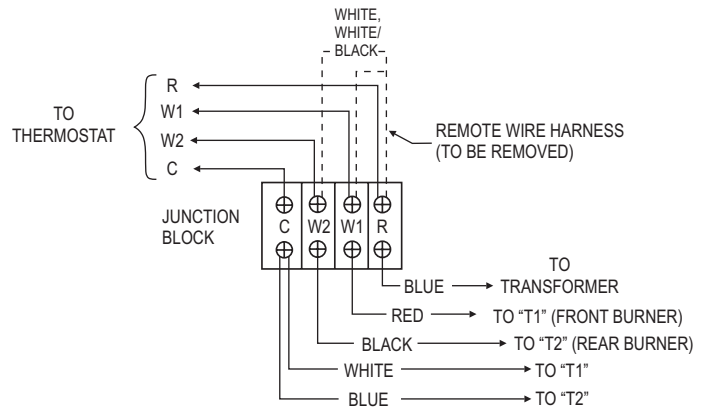 WHITE,
WHITE/
BLACK
R
W1
TO
THERMOSTAT
W2
C
REMOTE WIRE HARNESS
(TO BE REMOVED)
JUNCTION
BLOCK
C W2 W1 R
BLUE
TO
TRANSFORMER
RED
TO “T1” (FRONT BURNER)
BLACK
TO “T2” (REAR BURNER)
WHITE
TO “T1”
BLUE
TO “T2”